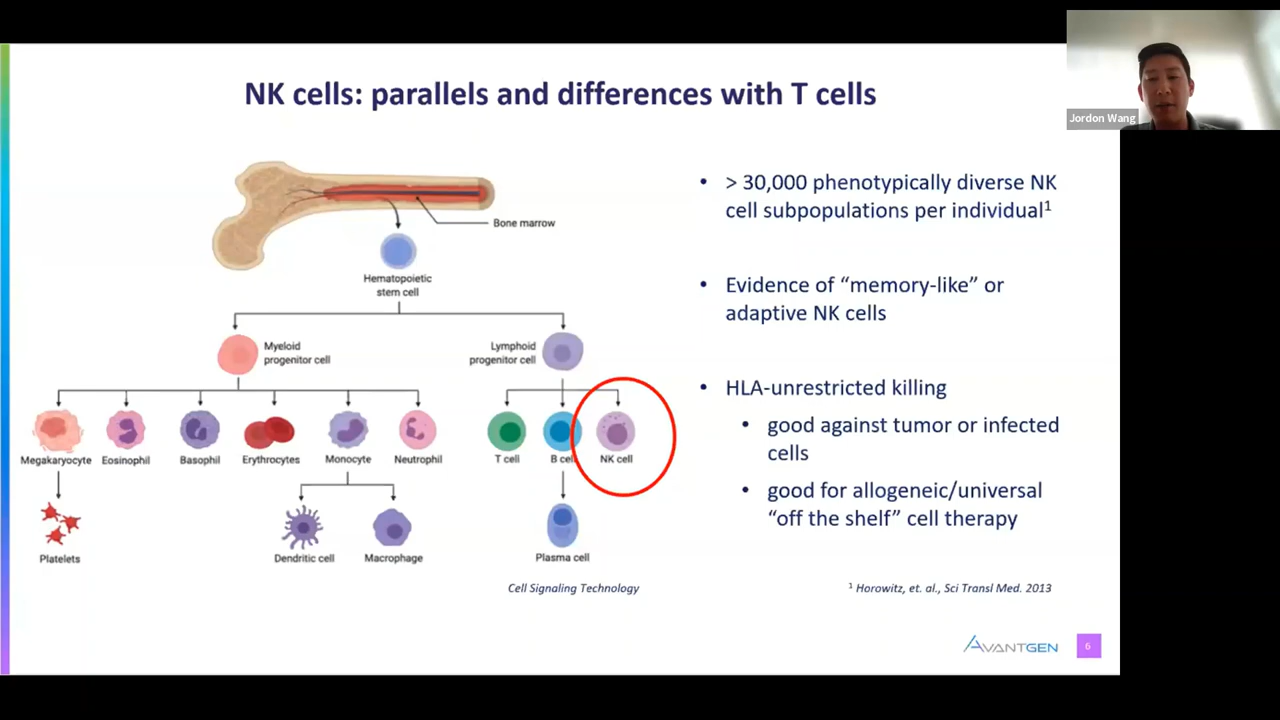 NK cells: parallels and differences with T cells
Jordon Wang
Bone marrow
Hematopoietic
stem cell
Myeloid
progenitor cell
Lymphoid
progenitor cell
Megakaryocyte
Eosinophil
Basophil
Erythrocytes
Monocyte
Neutrophil
T cell
B cell
NK cell
Platelets
Dendritic cell
Macrophage
Plasma cell
Cell Signaling Technology
• > 30,000 phenotypically diverse NK
cell subpopulations per individual¹
• Evidence of “memory-like” or
adaptive NK cells
• HLA-unrestricted killing
• good against tumor or infected
cells
• good for allogeneic/universal
“off the shelf” cell therapy
¹ Horowitz, et. al., Sci Transl Med. 2013
AVANTGEN
6